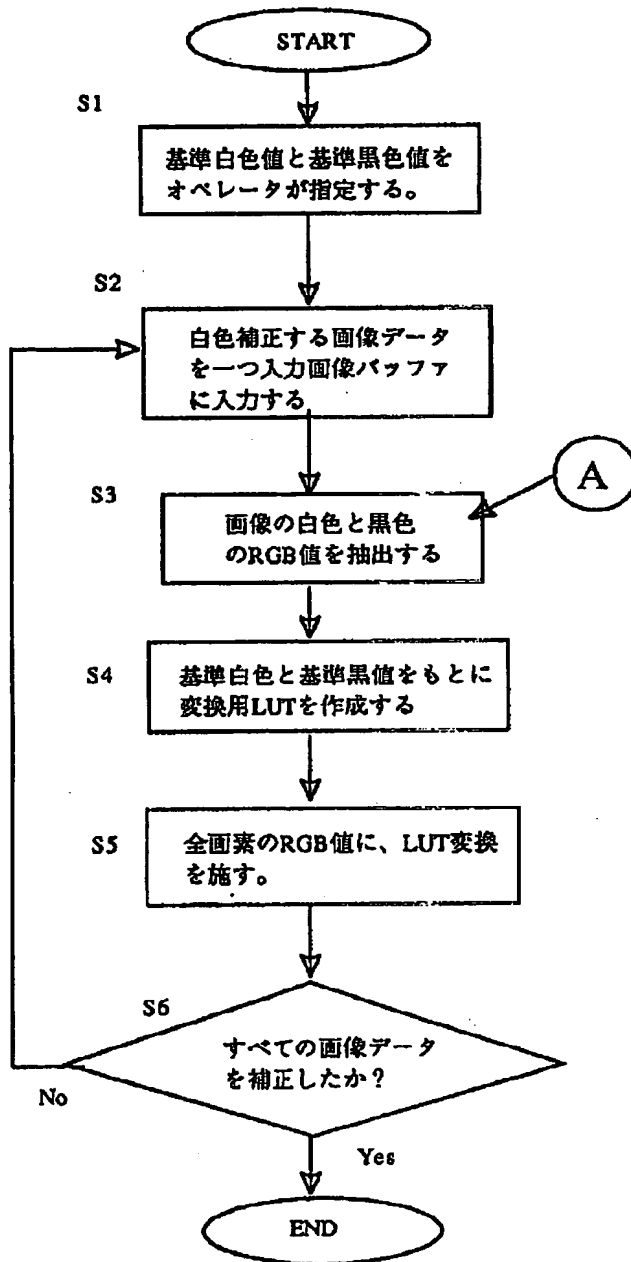 START
S1
基準白色値と基準黒色値を
オペレータが指定する。
S2
白色補正する画像データ
を一つ入力画像バッファ
に入力する
S3
A
画像の白色と黒色
のRGB値を抽出する
S4
基準白色と基準黒値をもとに
変換用LUTを作成する
S5
全画素のRGB値に、LUT変換
を施す。
S6
すべての画像データ
を補正したか？
No
Yes
END